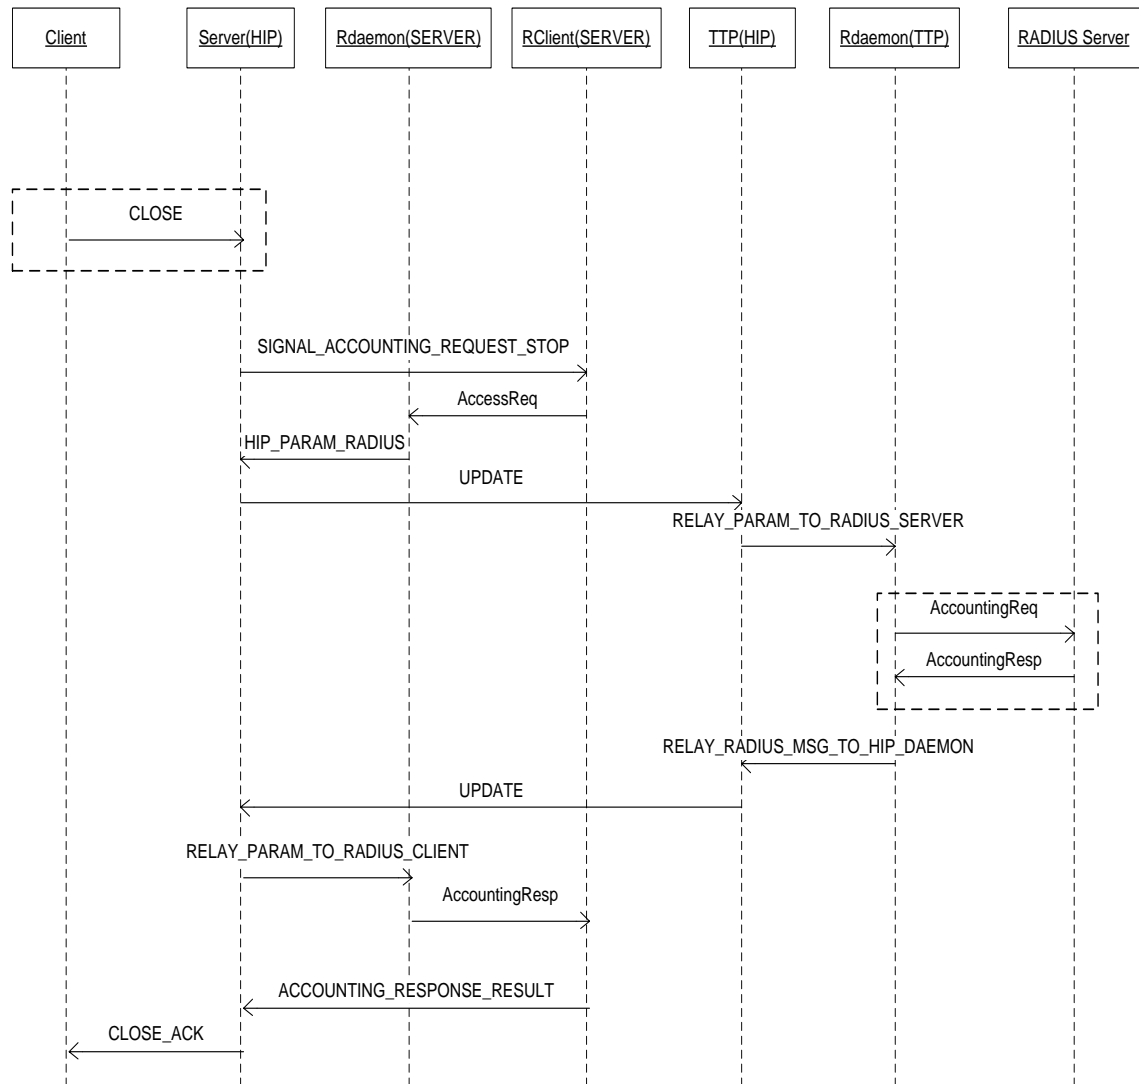 Client
Server(HIP)
Rdaemon(SERVER)
RClient(SERVER)
TTP(HIP)
Rdaemon(TTP)
RADIUS Server
CLOSE
SIGNAL_ACCOUNTING_REQUEST_STOP
AccessReq
HIP_PARAM_RADIUS
UPDATE
RELAY_PARAM_TO_RADIUS_SERVER
AccountingReq
AccountingResp
RELAY_RADIUS_MSG_TO_HIP_DAEMON
UPDATE
RELAY_PARAM_TO_RADIUS_CLIENT
AccountingResp
ACCOUNTING_RESPONSE_RESULT
CLOSE_ACK